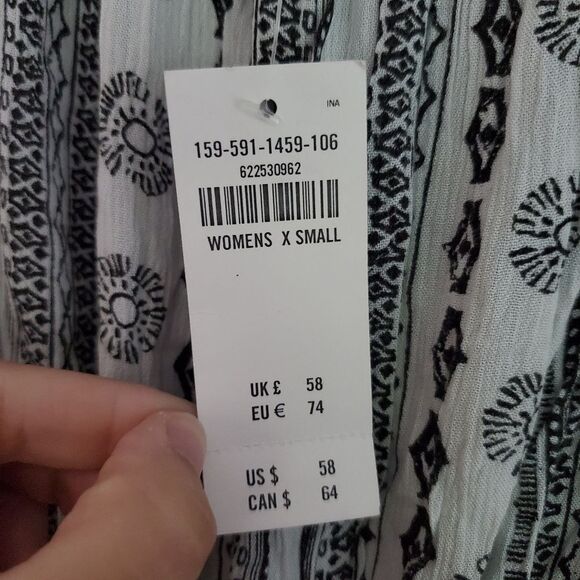 INA
159-591-1459-106
622530962
WOMENS X SMALL
UK £ 58
EU € 74
US $ 58
CAN $ 64